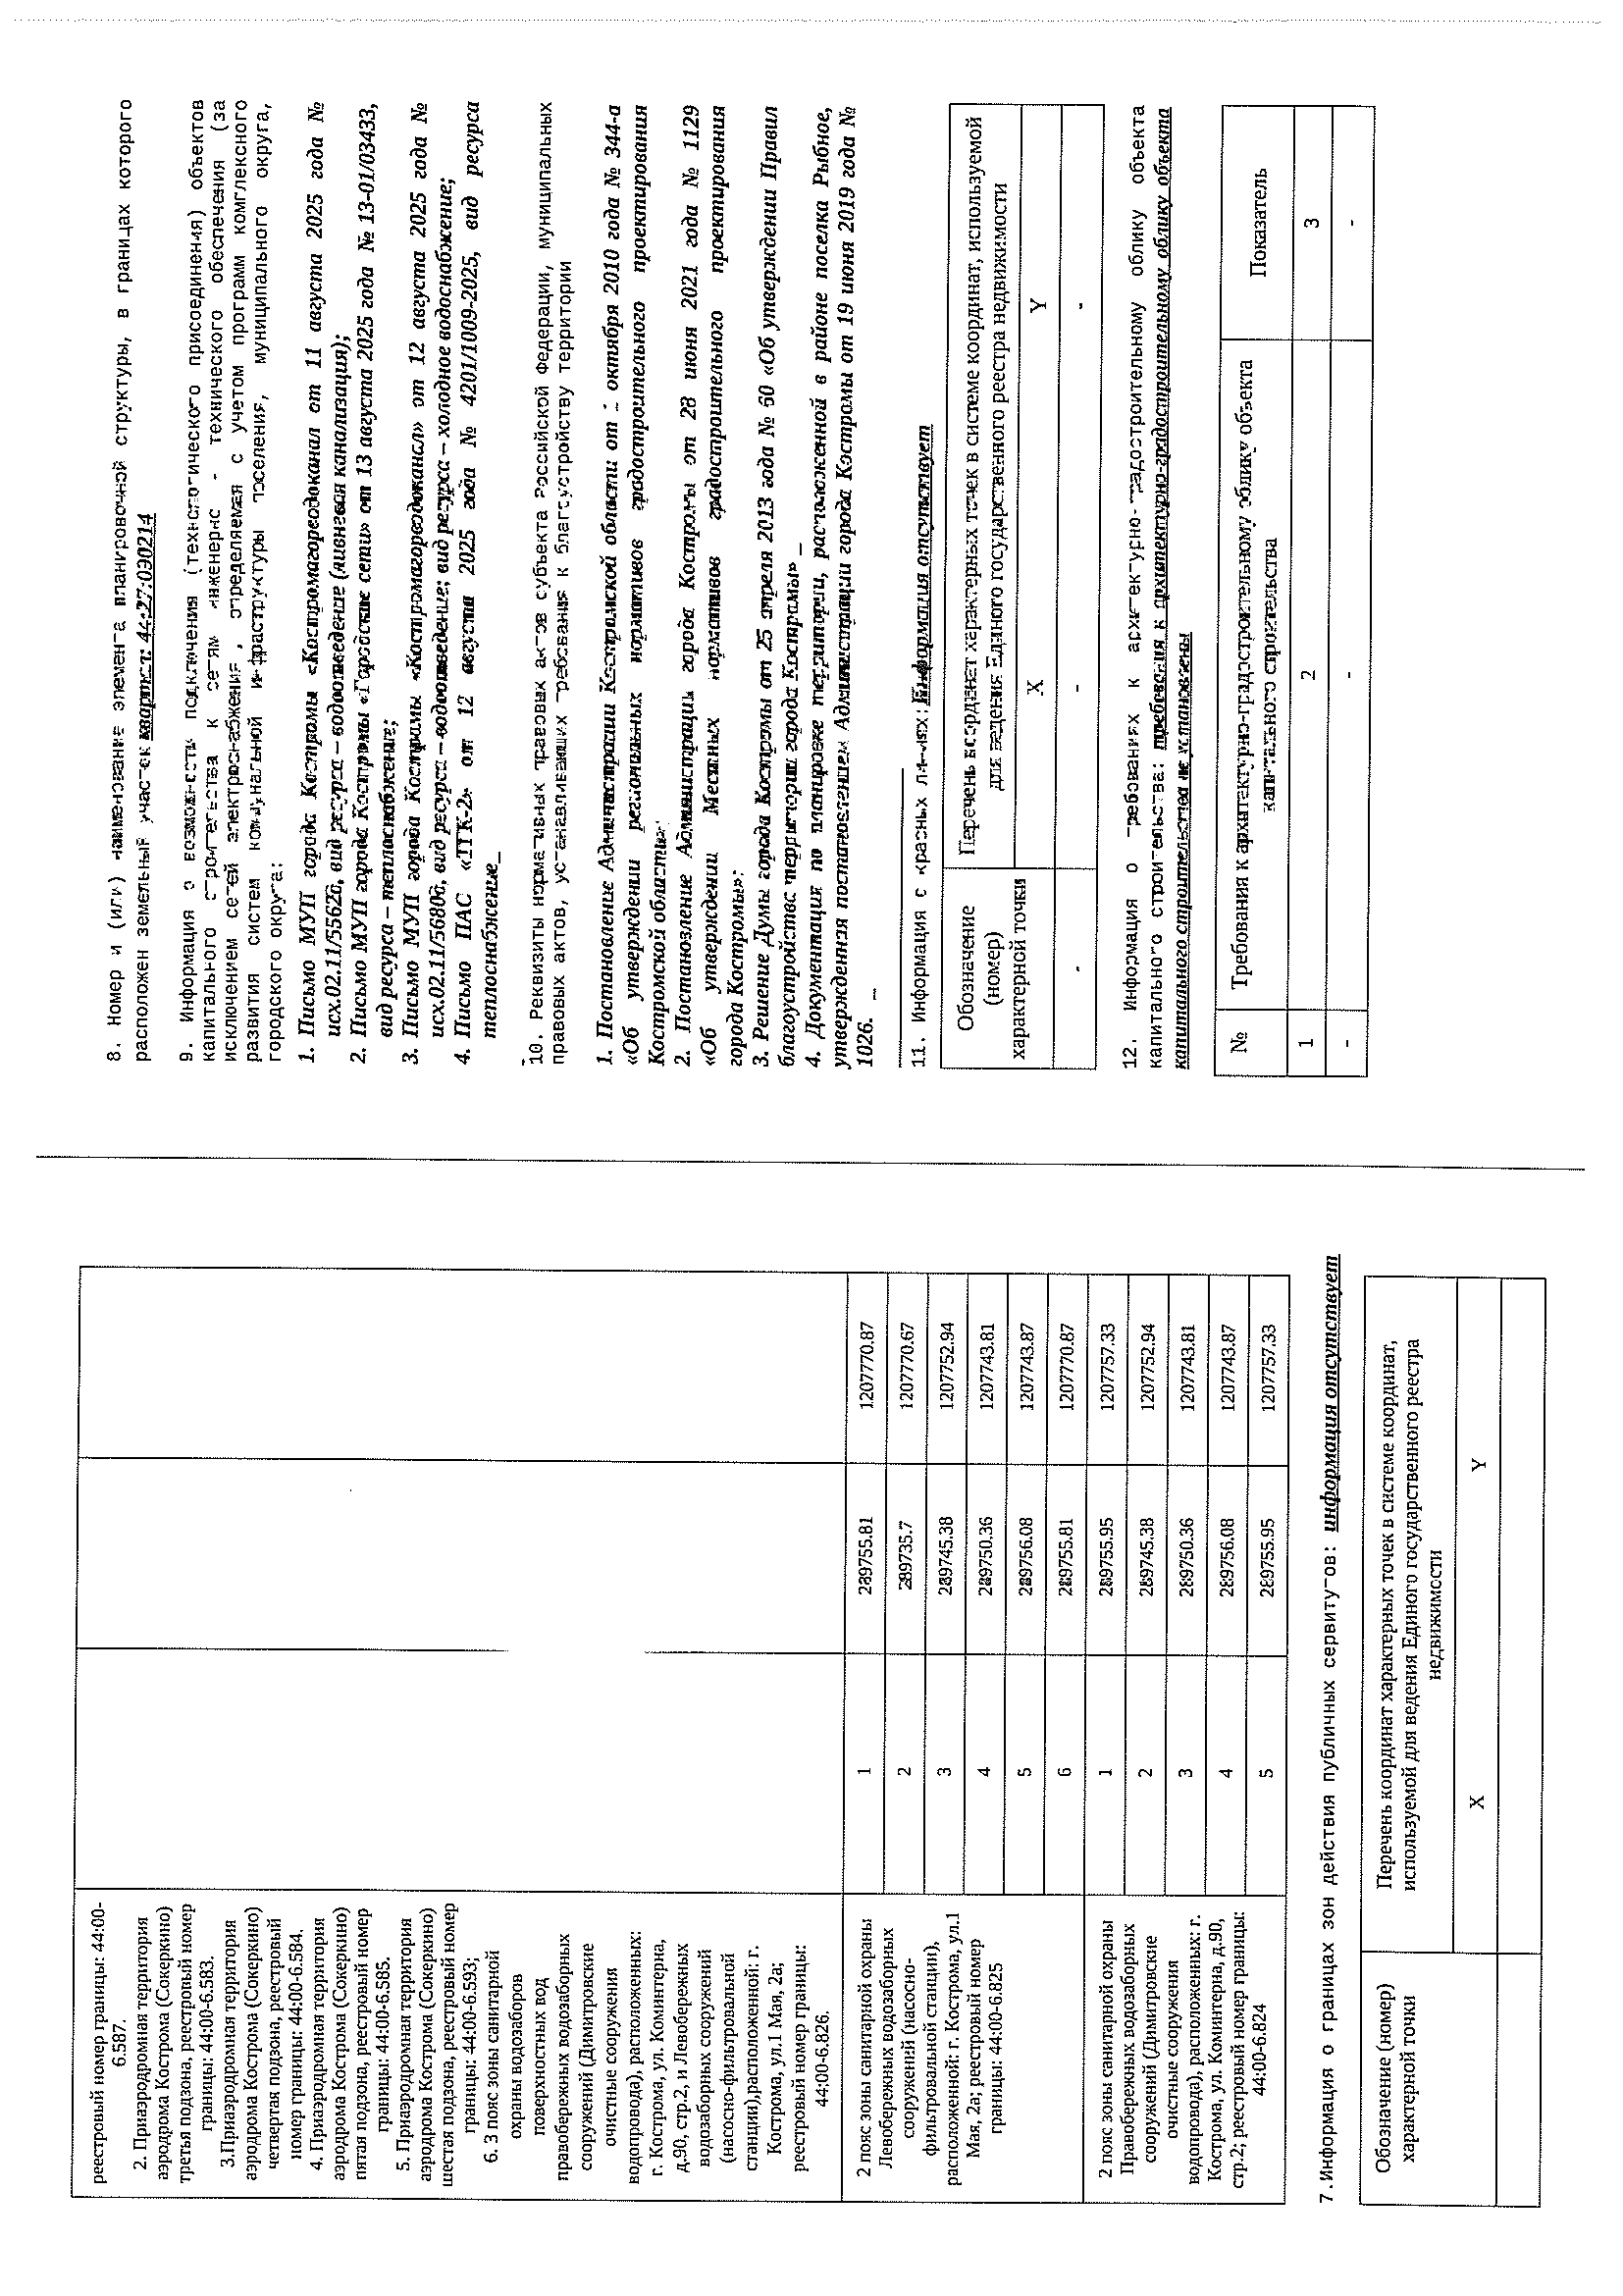 реестровый номер границы: 44:00-
6.587.
2. Приаэродромная территория
аэродрома Кострома (Сокеркино)
третья подзона, реестровый номер
границы: 44:00-6.583.
3.Приаэродромная территория
аэродрома Кострома (Сокеркино)
четвертая подзона, реестровый
номер границы: 44:00-6.584.
4. Приаэродромная территория
аэродрома Кострома (Сокеркино)
пятая подзона, реестровый номер
границы: 44:00-6.585.
5. Приаэродромная территория
аэродрома Кострома (Сокеркино)
шестая подзона, реестровый номер
границы: 44:00-6.593;
6. 3 пояс зоны санитарной
охраны водозаборов
поверхностных вод
правобережных водозаборных
сооружений (Димитровские
очистные сооружения
водопровода), расположенных:
г. Кострома, ул. Коминтерна,
д.90, стр.2, и Левобережных
водозаборных сооружений
(насосно-фильтровальной
станции),расположенной: г.
Кострома, ул.1 Мая, 2а;
реестровый номер границы:
44:00-6.826.
2 пояс зоны санитарной охраны
Левобережных водозаборных
сооружений (насосно-
фильтровальной станции),
расположенной: г. Кострома, ул.1
Мая, 2а; реестровый номер
границы: 44:00-6.825
1 289755.81 1207770.87
2 289735.7 1207770.67
3 289745.38 1207752.94
4 289750.36 1207743.81
5 289756.08 1207743.87
6 289755.81 1207770.87
2 пояс зоны санитарной охраны
Правобережных водозаборных
сооружений (Димитровские
очистные сооружения
водопровода), расположенных: г.
Кострома, ул. Коминтерна, д.90,
стр.2; реестровый номер границы:
44:00-6.824
1 289755.95 1207757.33
2 289745.38 1207752.94
3 289750.36 1207743.81
4 289756.08 1207743.87
5 289755.95 1207757.33
7.Информация о границах зон действия публичных сервитутов: информация отсутствует
Обозначение (номер)
характерной точки
Перечень координат характерных точек в системе координат,
используемой для ведения Единого государственного реестра
недвижимости
X Y
8. Номер и (или) наименование элемента планировочной структуры, в границах которого
расположен земельный участок квартал: 44:27:090214
9. Информация о возможности подключения (технологического присоединения) объектов
капитального строительства к сетям инженерно - технического обеспечения (за
исключением сетей электроснабжения , определяемая с учетом программ комплексного
развития систем коммунальной инфраструктуры поселения, муниципального округа,
городского округа:
1. Письмо МУП города Костромы «Костромагорводоканал от 11 августа 2025 года №
исх.02.11/5562б, вид ресурса – водоотведение (ливневая канализация);
2. Письмо МУП города Костромы «Городские сети» от 13 августа 2025 года № 13-01/03433,
вид ресурса – теплоснабжение;
3. Письмо МУП города Костромы «Костромагорводоканал» от 12 августа 2025 года №
исх.02.11/5680б, вид ресурса – водоотведение; вид ресурса – холодное водоснабжение;
4. Письмо ПАС «ТГК-2» от 12 августа 2025 года № 4201/1009-2025, вид ресурса
теплоснабжение_
10. Реквизиты нормативных правовых актов субъекта Российской Федерации, муниципальных
правовых актов, устанавливающих требования к благоустройству территории
1. Постановление Администрации Костромской области от октября 2010 года № 344-а
«Об утверждении региональных нормативов градостроительного проектирования
Костромской области»;
2. Постановление Администрации города Костромы от 28 июня 2021 года № 1129
«Об утверждении Местных нормативов градостроительного проектирования
города Костромы»;
3. Решение Думы города Костромы от 25 апреля 2013 года № 60 «Об утверждении Правил
благоустройства территории города Костромы»_
4. Документация по планировке территории, расположенной в районе поселка Рыбное,
утвержденная постановлением Администрации города Костромы от 19 июня 2019 года №
1026. _
11. Информация о красных линиях: Информация отсутствует
Обозначение
(номер)
характерной точки
Перечень координат характерных точек в системе координат, используемой
для ведения Единого государственного реестра недвижимости
X Y
- - -
12. Информация о требованиях к архитектурно-градостроительному облику объекта
капитального строительства: требования к архитектурно-градостроительному облику объекта
капитального строительства не установлены
№ Требования к архитектурно-градостроительному облику объекта
капитального строительства Показатель
1 2 3
- - -